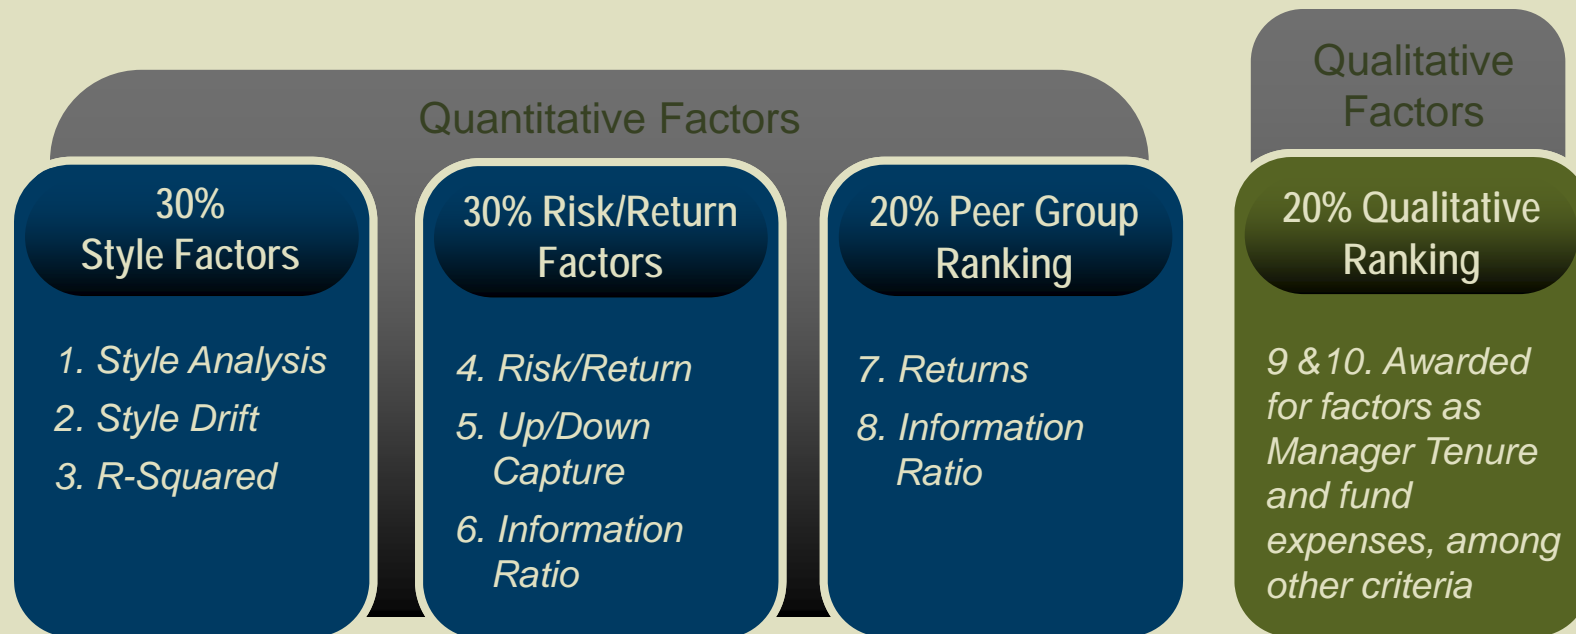 Quantitative Factors
30%
Style Factors
1. Style Analysis
2. Style Drift
3. R-Squared
30% Risk/Return
Factors
4. Risk/Return
5. Up/Down
Capture
6. Information
Ratio
20% Peer Group
Ranking
7. Returns
8. Information
Ratio
Qualitative
Factors
20% Qualitative
Ranking
9 &10. Awarded
for factors as
Manager Tenure
and fund
expenses, among
other criteria